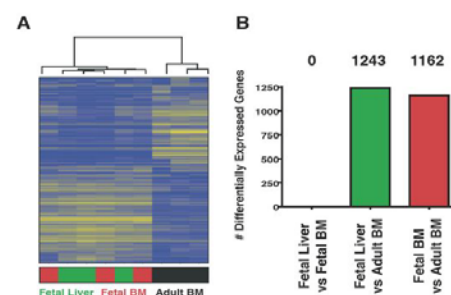 A
Fetal Liver Fetal BM Adult BM
B
0 1243 1162
# Differentially Expressed Genes
1250
1000
750
500
250
0
Fetal Liver
vs Fetal BM
Fetal Liver
vs Adult BM
Fetal BM
vs Adult BM